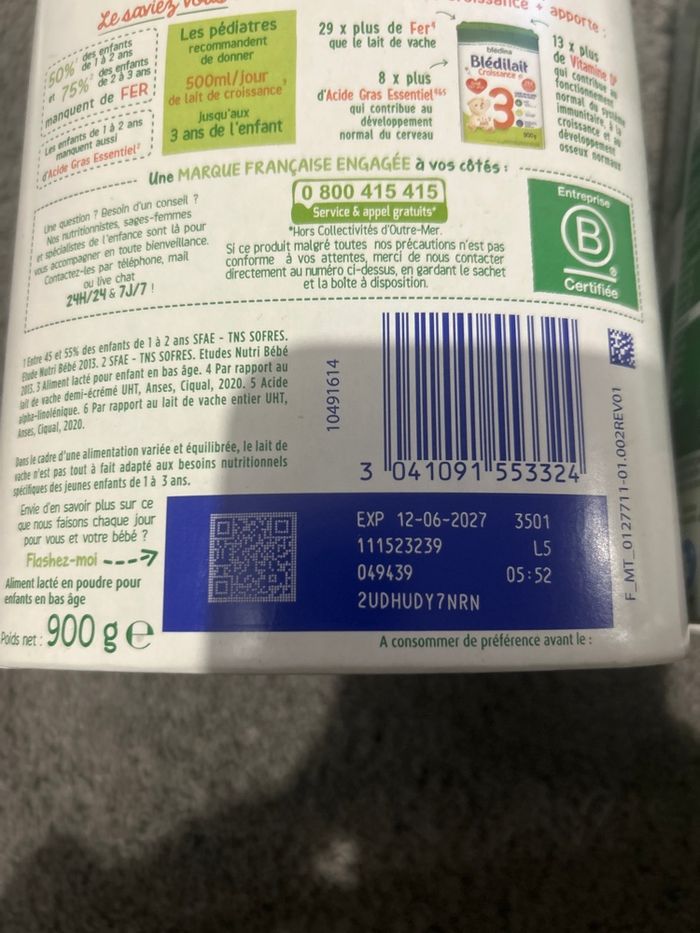 Le saviez
50%¹ des enfants
de 1 à 2 ans
et 75%² des enfants
de 2 à 3 ans
manquent de FER
Les enfants de 1 à 2 ans
manquent aussi
d'Acide Gras Essentiel²
Les pédiatres
recommandent
de donner
500ml/jour
de lait de croissance³
Jusqu'aux
3 ans de l'enfant
+ apporte :
29 x plus de Fer⁴
que le lait de vache
8 x plus
d'Acide Gras Essentiel
qui contribue au
développement
normal du cerveau
blédina
Blédilait
Croissance
3
900g
13 x plus
de Vitamine D
qui contribue au
fonctionnement
normal du système
immunitaire, à la
croissance et au
développement
osseux normaux
Une MARQUE FRANÇAISE ENGAGÉE à vos côtés :
Une question ? Besoin d'un conseil ?
Nos nutritionnistes, sages-femmes
et spécialistes de l'enfance sont là pour
vous accompagner en toute bienveillance.
Contactez-les par téléphone, mail
ou live chat
24H/24 & 7J/7 !
0 800 415 415
Service & appel gratuits*
*Hors Collectivités d'Outre-Mer.
Si ce produit malgré toutes nos précautions n'est pas
conforme à vos attentes, merci de nous contacter
directement au numéro ci-dessus, en gardant le sachet
et la boîte à disposition.
Entreprise
B
®
Certifiée
1 Entre 45 et 55% des enfants de 1 à 2 ans SFAE - TNS SOFRES.
Etude Nutri Bébé 2013. 2 SFAE - TNS SOFRES. Etudes Nutri Bébé
2013. 3 Aliment lacté pour enfant en bas âge. 4 Par rapport au
lait de vache demi-écrémé UHT, Anses, Ciqual, 2020. 5 Acide
alpha-linolénique. 6 Par rapport au lait de vache entier UHT,
Anses, Ciqual, 2020.
Dans le cadre d'une alimentation variée et équilibrée, le lait de
vache n'est pas tout à fait adapté aux besoins nutritionnels
spécifiques des jeunes enfants de 1 à 3 ans.
Envie d'en savoir plus sur ce
que nous faisons chaque jour
pour vous et votre bébé ?
Flashez-moi
Aliment lacté en poudre pour
enfants en bas âge
Poids net : 900 g e
10491614
3 041091 553324
F_MT_0127711-01.002REV01
EXP 12-06-2027 3501
111523239 L5
049439 05:52
2UDHUDY7NRN
A consommer de préférence avant le :